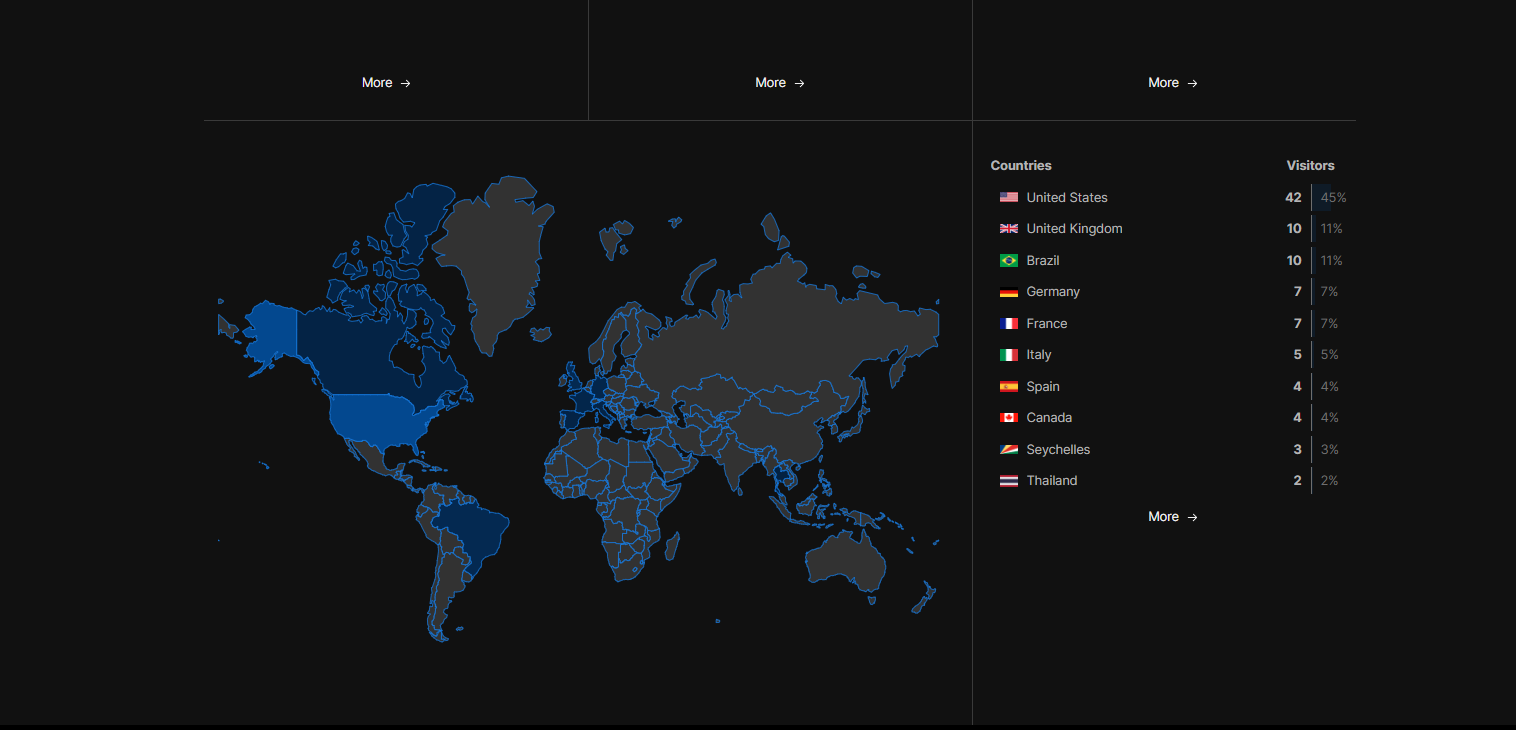 More → More → More →
Countries Visitors
United States 42 45%
United Kingdom 10 11%
Brazil 10 11%
Germany 7 7%
France 7 7%
Italy 5 5%
Spain 4 4%
Canada 4 4%
Seychelles 3 3%
Thailand 2 2%
More →